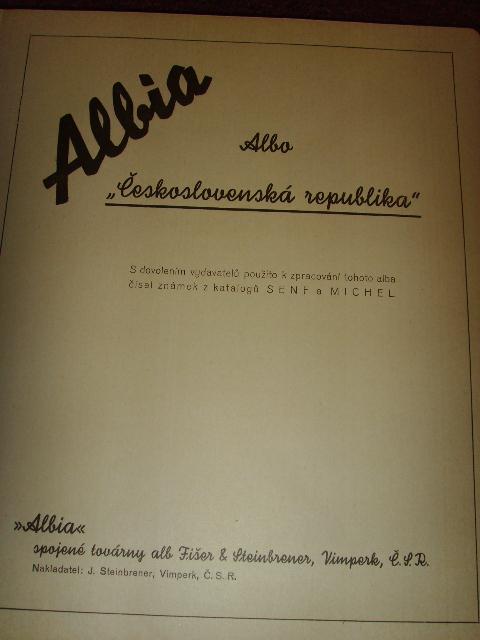 Albia
Albo
„Československá republika“
S dovolením vydavatelů použito k zpracování tohoto alba
čísel známek z katalogů SENF a MICHEL
»Albia«
spojené továrny alb Fišer & Steinbrener, Vimperk, Č.S.R.
Nakladatel: J. Steinbrener, Vimperk, Č. S. R.